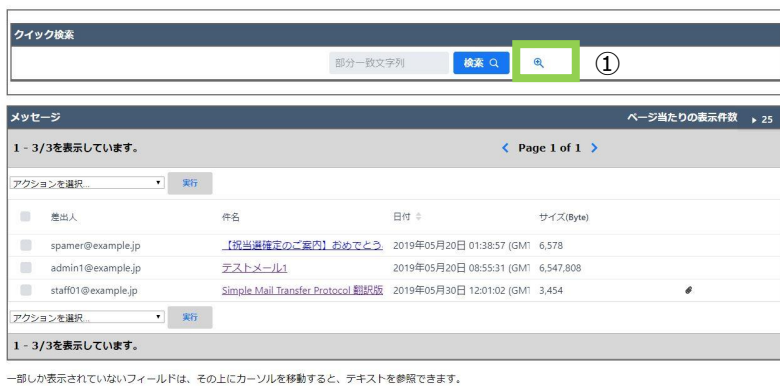 クイック検索
部分一致文字列 検索 ①
メッセージ ページ当たりの表示件数 ▶ 25
1 - 3/3を表示しています。 < Page 1 of 1 >
アクションを選択... ▼ 実行
差出人 件名 日付 サイズ(Byte)
spamer@example.jp 【祝当選確定のご案内】おめでとう 2019年05月20日 01:38:57 (GMT 6,578
admin1@example.jp テストメール1 2019年05月20日 08:55:31 (GMT 6,547,808
staff01@example.jp Simple Mail Transfer Protocol 翻訳版 2019年05月30日 12:01:02 (GMT 3,454
アクションを選択... ▼ 実行
1 - 3/3を表示しています。
一部しか表示されていないフィールドは、その上にカーソルを移動すると、テキストを参照できます。